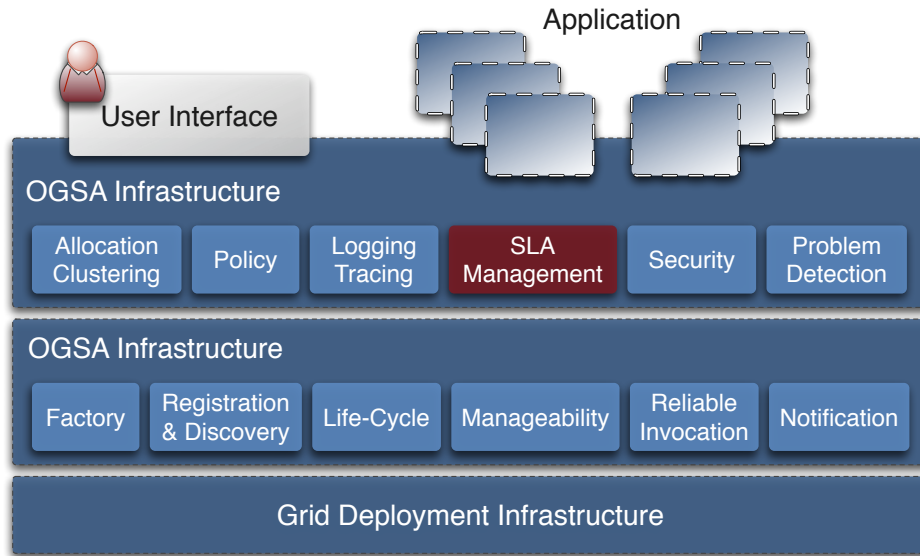 Application
User Interface
OGSA Infrastructure
Allocation
Clustering
Policy
Logging
Tracing
SLA
Management
Security
Problem
Detection
OGSA Infrastructure
Factory
Registration
& Discovery
Life-Cycle
Manageability
Reliable
Invocation
Notification
Grid Deployment Infrastructure